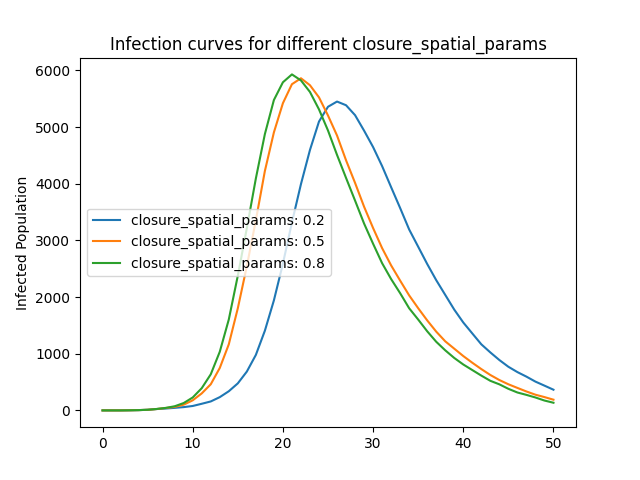 Infection curves for different closure_spatial_params
Infected Population
6000
5000
4000
3000
2000
1000
0
closure_spatial_params: 0.2
closure_spatial_params: 0.5
closure_spatial_params: 0.8
0 10 20 30 40 50